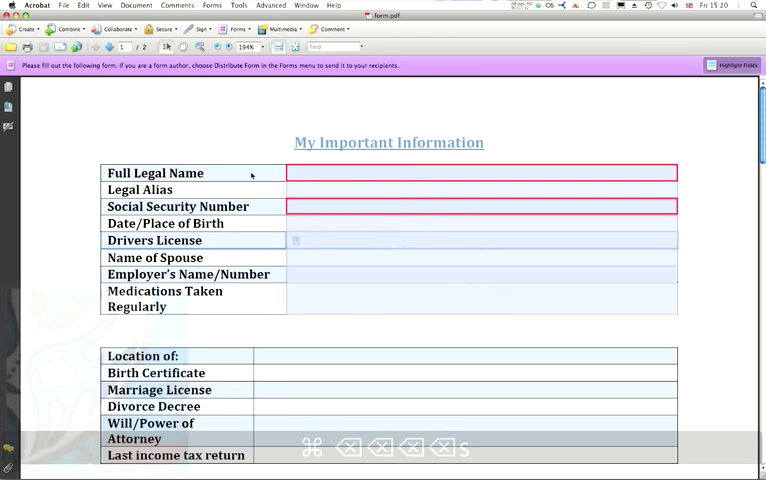 Acrobat File Edit View Document Comments Forms Tools Advanced Window Help Fri 15:20
form.pdf
Create Combine Collaborate Secure Sign Forms Multimedia Comment
1 / 2 194% Find
Please fill out the following form. If you are a form author, choose Distribute Form in the Forms menu to send it to your recipients. Highlight Fields
My Important Information
Full Legal Name
Legal Alias
Social Security Number
Date/Place of Birth
Drivers License
Name of Spouse
Employer's Name/Number
Medications Taken
Regularly
Location of:
Birth Certificate
Marriage License
Divorce Decree
Will/Power of
Attorney
Last income tax return
⌘ ⌫⌫⌫⌫s